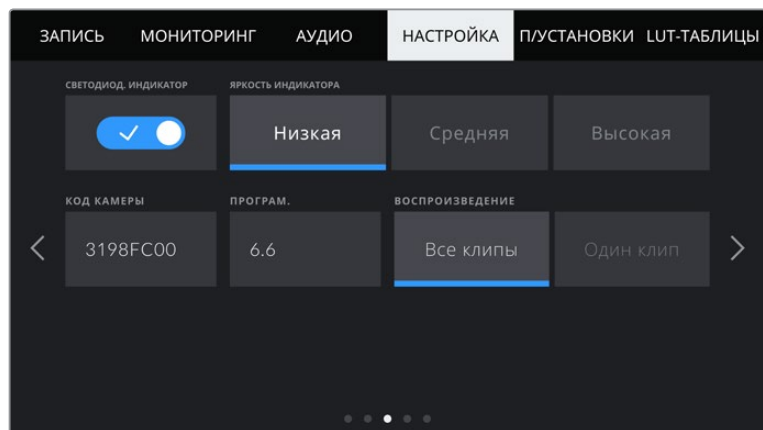 ЗАПИСЬ МОНИТОРИНГ АУДИО НАСТРОЙКА П/УСТАНОВКИ LUT-ТАБЛИЦЫ
СВЕТОДИОД. ИНДИКАТОР ЯРКОСТЬ ИНДИКАТОРА
Низкая Средняя Высокая
КОД КАМЕРЫ ПРОГРАМ. ВОСПРОИЗВЕДЕНИЕ
3198FC00 6.6 Все клипы Один клип